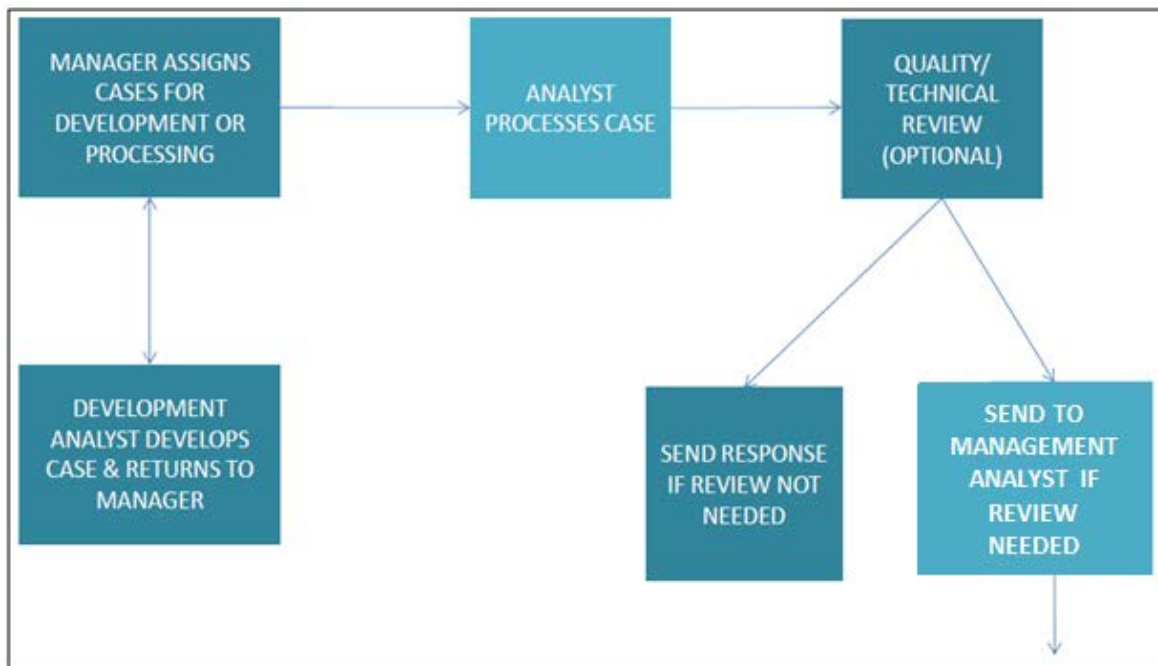 MANAGER ASSIGNS
CASES FOR
DEVELOPMENT OR
PROCESSING
ANALYST
PROCESSES CASE
QUALITY/
TECHNICAL
REVIEW
(OPTIONAL)
DEVELOPMENT
ANALYST DEVELOPS
CASE & RETURNS TO
MANAGER
SEND RESPONSE
IF REVIEW NOT
NEEDED
SEND TO
MANAGEMENT
ANALYST IF
REVIEW
NEEDED